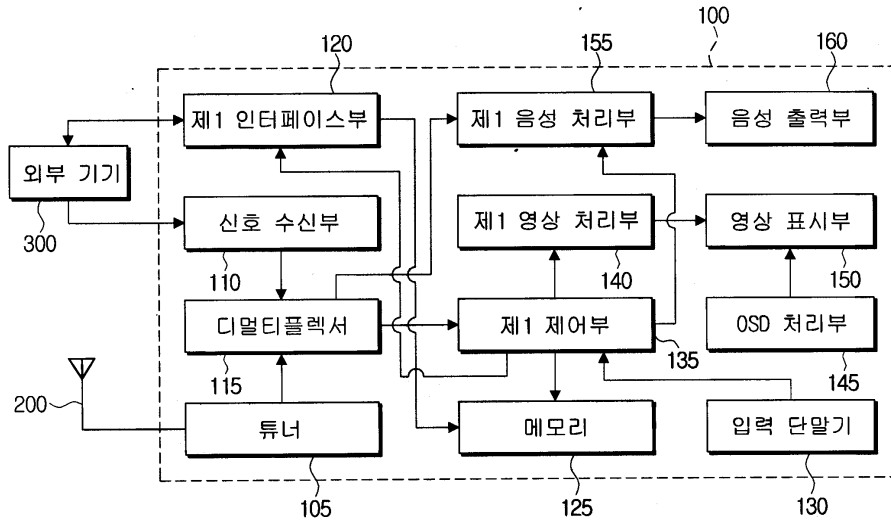 100
120
155
160
제1 인터페이스부
제1 음성 처리부
음성 출력부
외부 기기
300
신호 수신부
제1 영상 처리부
영상 표시부
110
140
150
디멀티플렉서
제1 제어부
OSD 처리부
115
135
145
200
튜너
메모리
입력 단말기
105
125
130